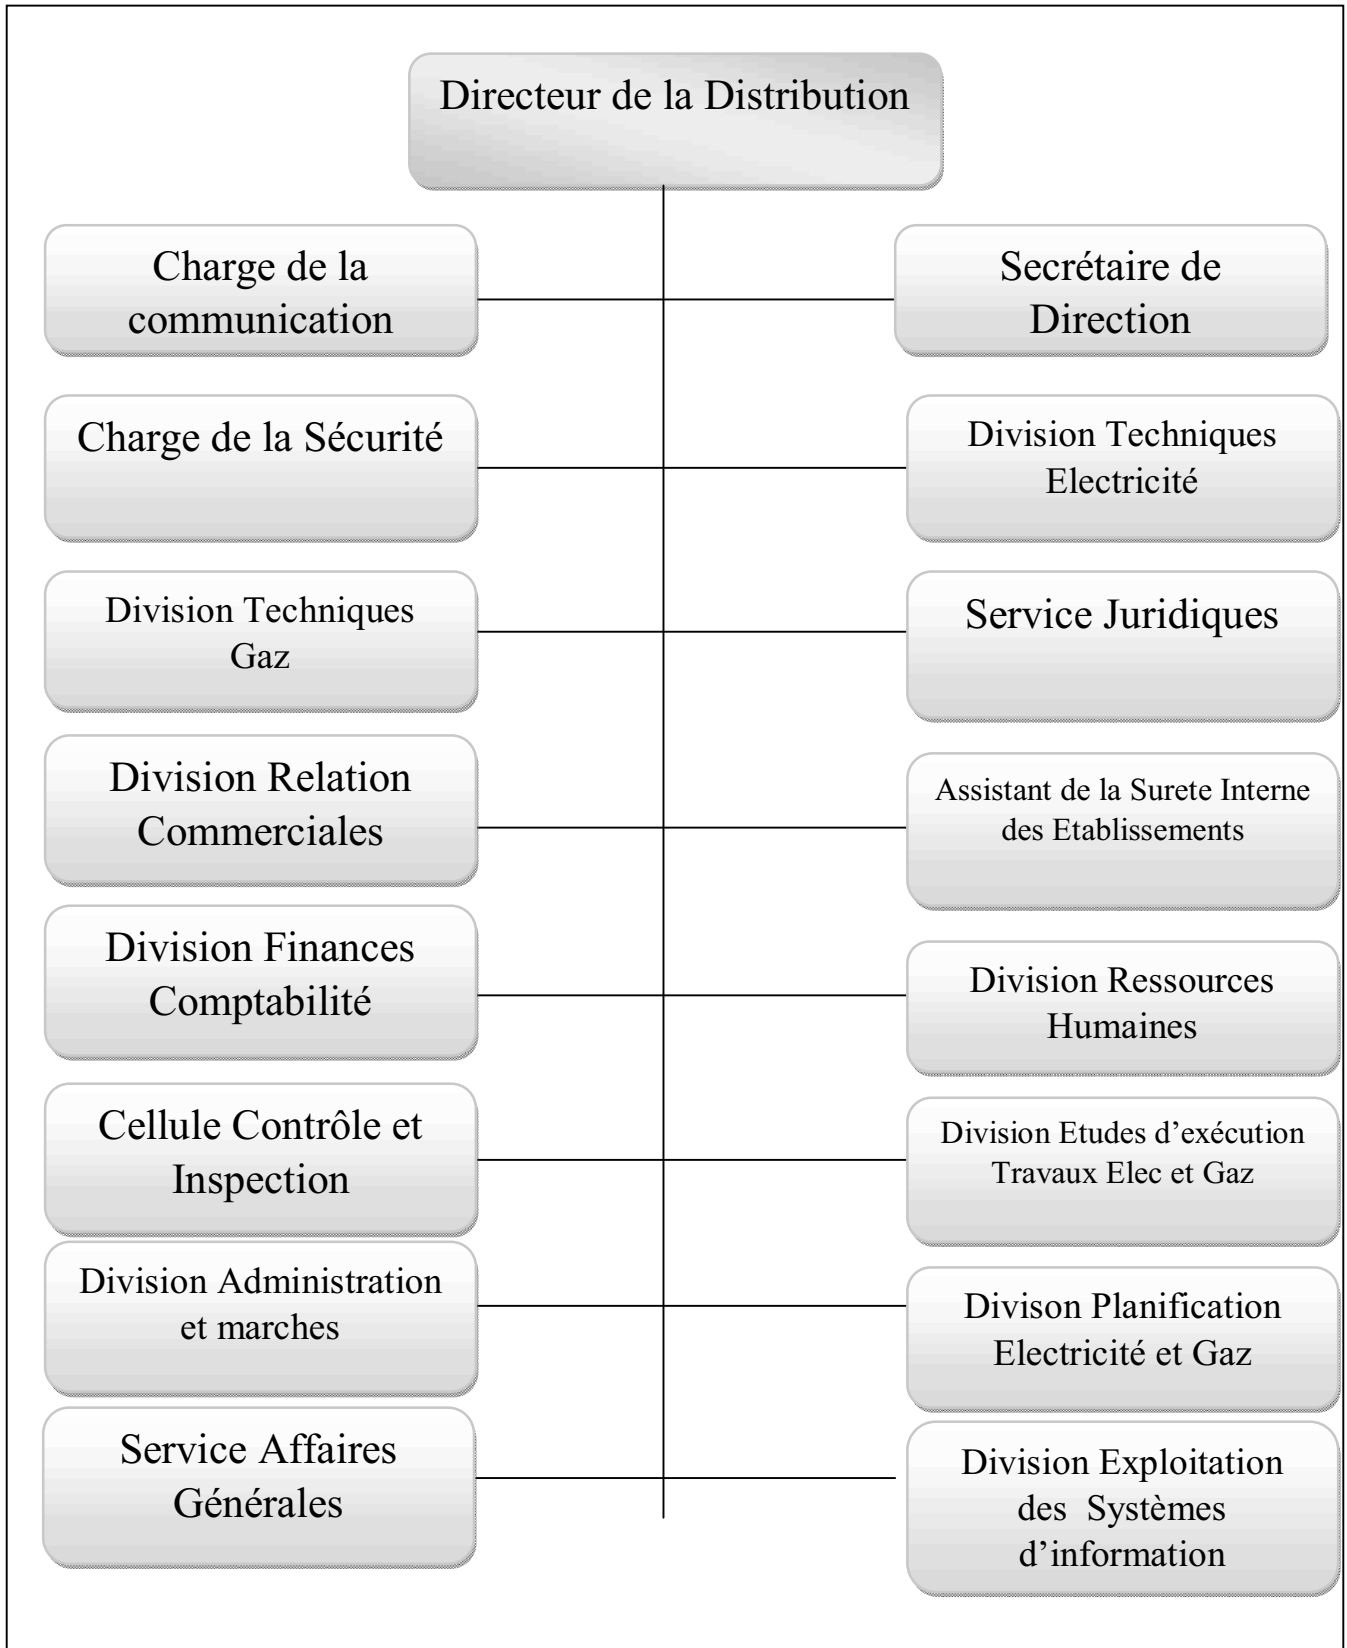 Directeur de la Distribution
Charge de la
communication
Secrétaire de
Direction
Charge de la Sécurité
Division Techniques
Electricité
Division Techniques
Gaz
Service Juridiques
Division Relation
Commerciales
Assistant de la Surete Interne
des Etablissements
Division Finances
Comptabilité
Division Ressources
Humaines
Cellule Contrôle et
Inspection
Division Etudes d’exécution
Travaux Elec et Gaz
Division Administration
et marches
Divison Planification
Electricité et Gaz
Service Affaires
Générales
Division Exploitation
des Systèmes
d’information